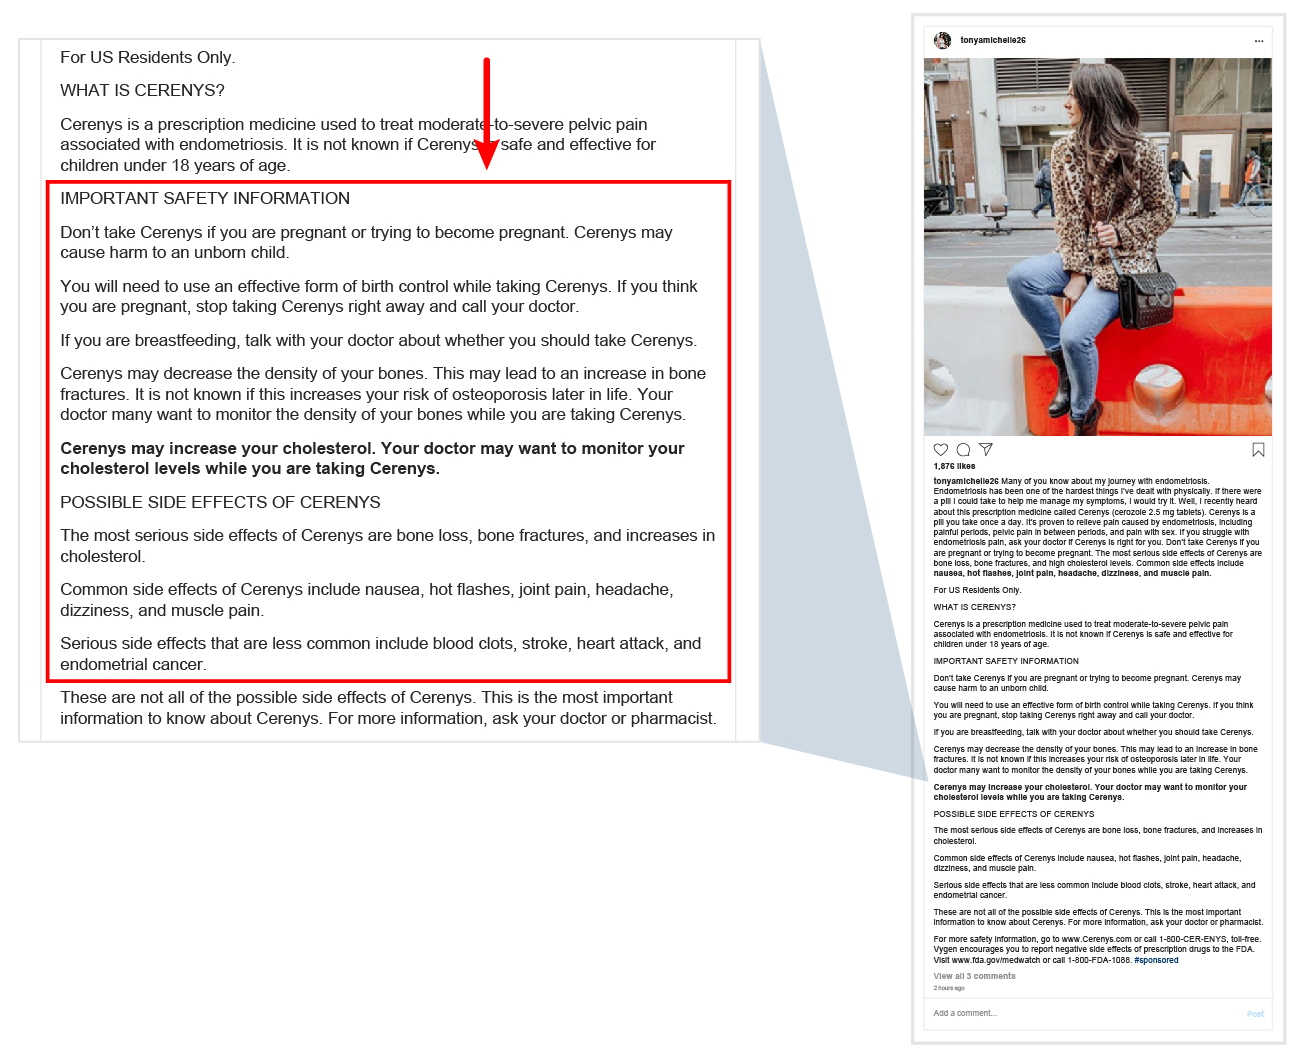 For US Residents Only.
WHAT IS CERENYS?
Cerenys is a prescription medicine used to treat moderate-to-severe pelvic pain
associated with endometriosis. It is not known if Cerenys safe and effective for
children under 18 years of age.
IMPORTANT SAFETY INFORMATION
Don't take Cerenys if you are pregnant or trying to become pregnant. Cerenys may
cause harm to an unborn child.
You will need to use an effective form of birth control while taking Cerenys. If you think
you are pregnant, stop taking Cerenys right away and call your doctor.
If you are breastfeeding, talk with your doctor about whether you should take Cerenys.
Cerenys may decrease the density of your bones. This may lead to an increase in bone
fractures. It is not known if this increases your risk of osteoporosis later in life. Your
doctor many want to monitor the density of your bones while you are taking Cerenys.
Cerenys may increase your cholesterol. Your doctor may want to monitor your
cholesterol levels while you are taking Cerenys.
POSSIBLE SIDE EFFECTS OF CERENYS
The most serious side effects of Cerenys are bone loss, bone fractures, and increases in
cholesterol.
Common side effects of Cerenys include nausea, hot flashes, joint pain, headache,
dizziness, and muscle pain.
Serious side effects that are less common include blood clots, stroke, heart attack, and
endometrial cancer.
These are not all of the possible side effects of Cerenys. This is the most important
information to know about Cerenys. For more information, ask your doctor or pharmacist.
tonyamichelle26
1,876 likes
tonyamichelle26 Many of you know about my journey with endometriosis.
Endometriosis has been one of the hardest things I've dealt with physically. If there were
a pill I could take to help me manage my symptoms, I would try it. Well, I recently heard
about this prescription medicine called Cerenys (cerozole 2.5 mg tablets). Cerenys is a
pill you take once a day. It's proven to relieve pain caused by endometriosis, including
painful periods, pelvic pain in between periods, and pain with sex. If you struggle with
endometriosis pain, ask your doctor if Cerenys is right for you. Don't take Cerenys if you
are pregnant or trying to become pregnant. The most serious side effects of Cerenys are
bone loss, bone fractures, and high cholesterol levels. Common side effects include
nausea, hot flashes, joint pain, headache, dizziness, and muscle pain.
For US Residents Only.
WHAT IS CERENYS?
Cerenys is a prescription medicine used to treat moderate-to-severe pelvic pain
associated with endometriosis. It is not known if Cerenys is safe and effective for
children under 18 years of age.
IMPORTANT SAFETY INFORMATION
Don't take Cerenys if you are pregnant or trying to become pregnant. Cerenys may
cause harm to an unborn child.
You will need to use an effective form of birth control while taking Cerenys. If you think
you are pregnant, stop taking Cerenys right away and call your doctor.
If you are breastfeeding, talk with your doctor about whether you should take Cerenys.
Cerenys may decrease the density of your bones. This may lead to an increase in bone
fractures. It is not known if this increases your risk of osteoporosis later in life. Your
doctor many want to monitor the density of your bones while you are taking Cerenys.
Cerenys may increase your cholesterol. Your doctor may want to monitor your
cholesterol levels while you are taking Cerenys.
POSSIBLE SIDE EFFECTS OF CERENYS
The most serious side effects of Cerenys are bone loss, bone fractures, and increases in
cholesterol.
Common side effects of Cerenys include nausea, hot flashes, joint pain, headache,
dizziness, and muscle pain.
Serious side effects that are less common include blood clots, stroke, heart attack, and
endometrial cancer.
These are not all of the possible side effects of Cerenys. This is the most important
information to know about Cerenys. For more information, ask your doctor or pharmacist.
For more safety information, go to www.Cerenys.com or call 1-800-CER-ENYS, toll-free.
Vygen encourages you to report negative side effects of prescription drugs to the FDA.
Visit www.fda.gov/medwatch or call 1-800-FDA-1088. #sponsored
View all 3 comments
2 hours ago
Add a comment...
Post